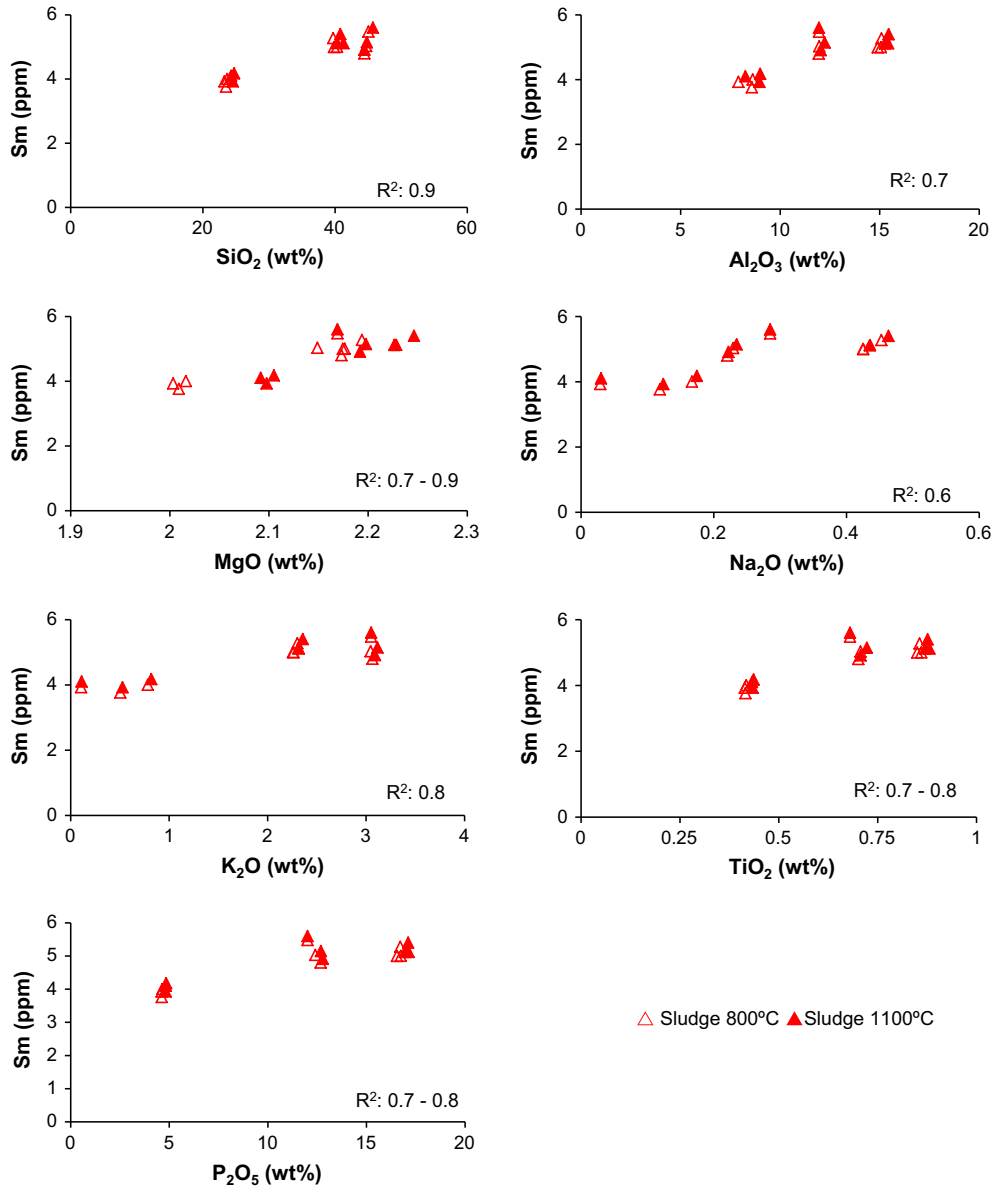 6
4
2
0
Sm (ppm)
R²: 0.9
0 20 40 60
SiO₂ (wt%)
6
4
2
0
Sm (ppm)
R²: 0.7
0 5 10 15 20
Al₂O₃ (wt%)
6
4
2
0
Sm (ppm)
R²: 0.7 - 0.9
1.9 2 2.1 2.2 2.3
MgO (wt%)
6
4
2
0
Sm (ppm)
R²: 0.6
0 0.2 0.4 0.6
Na₂O (wt%)
6
4
2
0
Sm (ppm)
R²: 0.8
0 1 2 3 4
K₂O (wt%)
6
4
2
0
Sm (ppm)
R²: 0.7 - 0.8
0 0.25 0.5 0.75 1
TiO₂ (wt%)
6
5
4
3
2
1
0
Sm (ppm)
R²: 0.7 - 0.8
0 5 10 15 20
P₂O₅ (wt%)
Sludge 800ºC Sludge 1100ºC